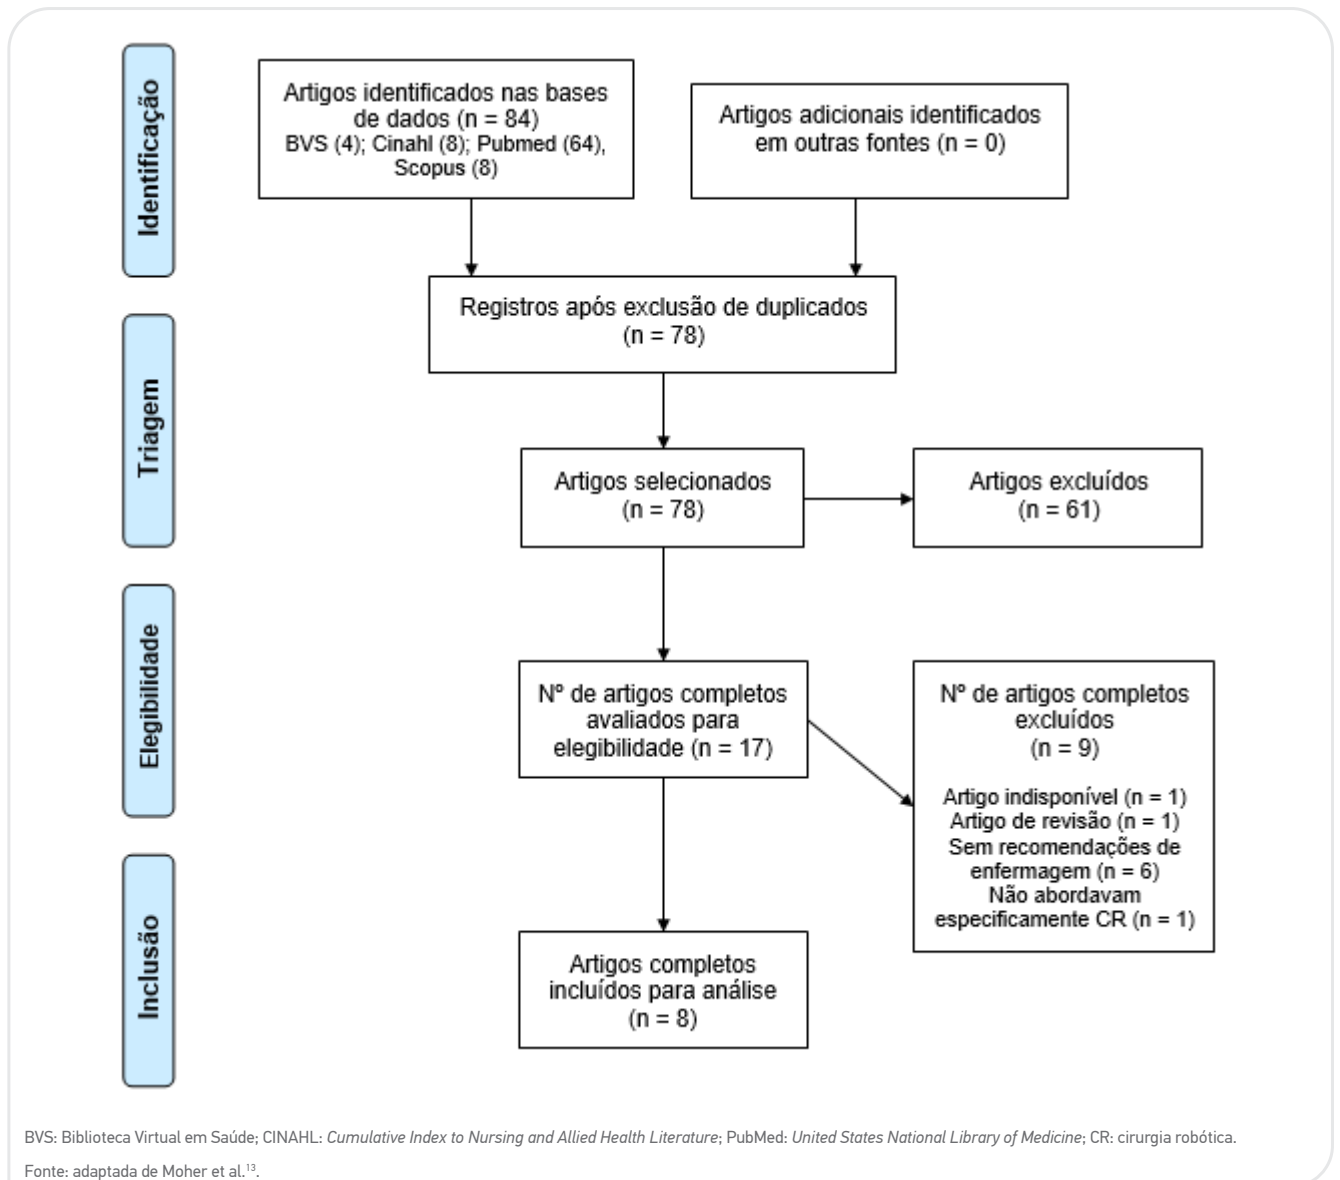 Identificação
Artigos identificados nas bases
de dados (n = 84)
BVS (4); Cinahl (8); Pubmed (64),
Scopus (8)
Artigos adicionais identificados
em outras fontes (n = 0)
Registros após exclusão de duplicados
(n = 78)
Triagem
Artigos selecionados
(n = 78)
Artigos excluídos
(n = 61)
Elegibilidade
Nº de artigos completos
avaliados para
elegibilidade (n = 17)
Nº de artigos completos
excluídos
(n = 9)
Artigo indisponível (n = 1)
Artigo de revisão (n = 1)
Sem recomendações de
enfermagem (n = 6)
Não abordavam
especificamente CR (n = 1)
Inclusão
Artigos completos
incluídos para análise
(n = 8)
BVS: Biblioteca Virtual em Saúde; CINAHL: Cumulative Index to Nursing and Allied Health Literature; PubMed: United States National Library of Medicine; CR: cirurgia robótica.
Fonte: adaptada de Moher et al.¹³.